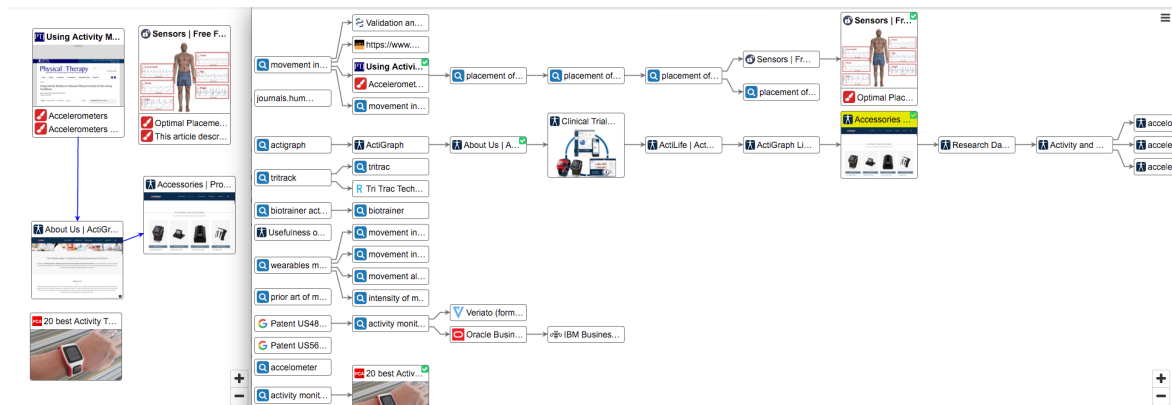 Using Activity M...
Physical Therapy
Accelerometers
Accelerometers ...
Sensors | Free F...
Optimal Placeme...
This article descr...
Accessories | Pro...
About Us | ActiGr...
20 best Activity T...
+
−
movement in...
Validation an...
https://www....
Using Activi...
Acceleromet...
movement in...
journals.hum...
placement of...
placement of...
placement of...
Sensors | Fr...
placement of...
Sensors | Fr...
Optimal Plac...
actigraph
ActiGraph
About Us | A...
Clinical Trial...
ActiLife | Act...
ActiGraph Li...
Accessories ...
Research Da...
Activity and ...
accelo
accele
accele
tritrack
tritrac
Tri Trac Tech...
biotrainer act...
biotrainer
Usefulness o...
wearables m...
movement in...
movement in...
movement al...
intensity of m..
prior art of m...
Patent US48...
activity monit...
Veriato (form...
Oracle Busin...
IBM Busines...
Patent US56...
acceloometer
activity monit...
20 best Activ...
+
−